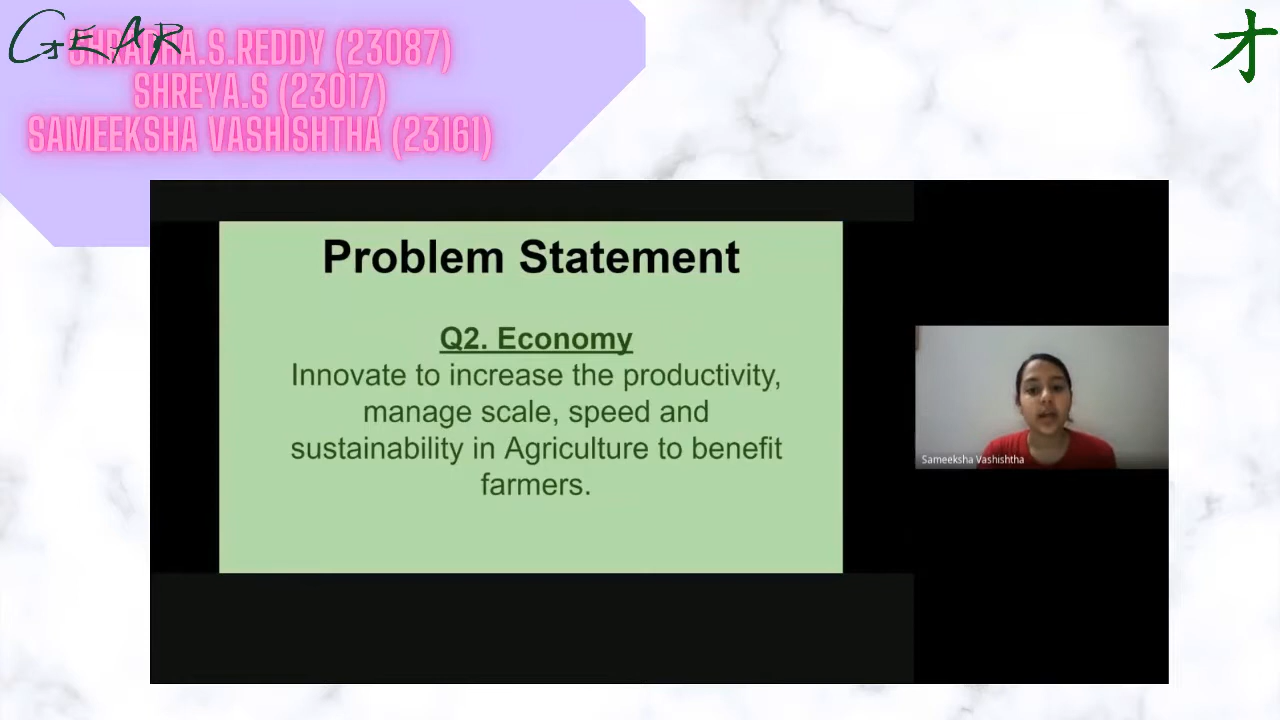 GEAR
才
.S.REDDY (23087)
SHREYA.S (23017)
SAMEEKSHA VASHISHTHA (23161)
Problem Statement
Q2. Economy
Innovate to increase the productivity,
manage scale, speed and
sustainability in Agriculture to benefit
farmers.
Sameeksha Vashishtha